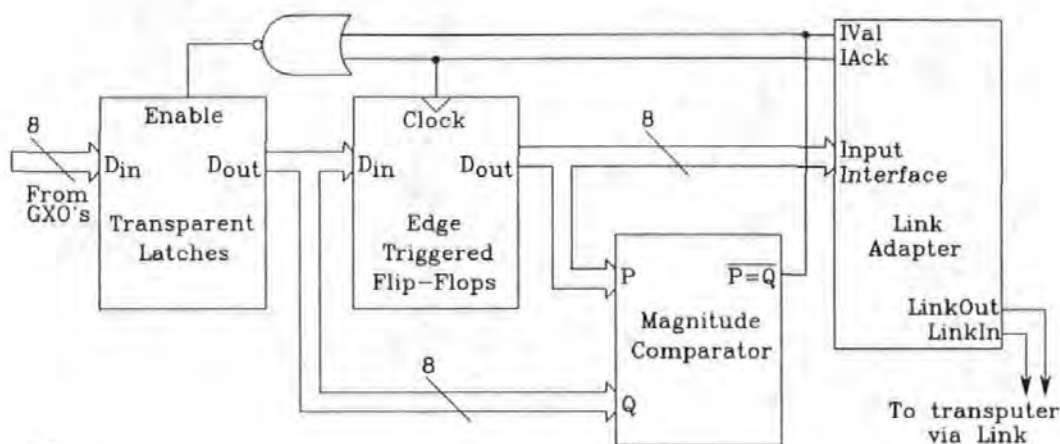 IVal
IAck
8
Enable
Clock
8
Din
Dout
Din
Dout
Input
Interface
From
GXO's
Transparent
Latches
Edge
Triggered
Flip-Flops
Link
Adapter
P
P=Q
Magnitude
Comparator
LinkOut
LinkIn
8
Q
To transputer
via Link